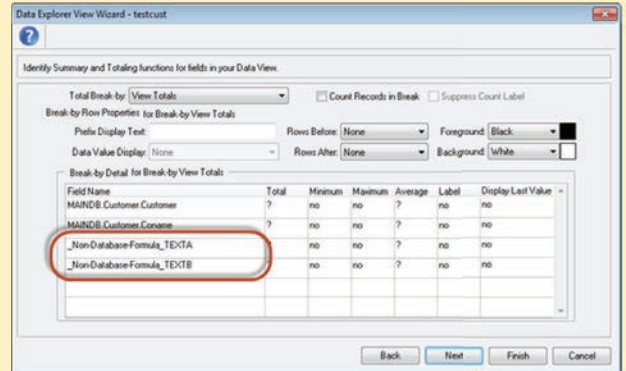 Data Explorer View Wizard - testcust
?
Identify Summary and Totaling functions for fields in your Data View.
Total Break-by: View Totals Count Records in Break Suppress Count Label
Break-by Row Properties for Break-by View Totals
Prefix Display Text: Rows Before: None Foreground: Black
Data Value Display: None Rows After: None Background: White
Break-by Detail for Break-by View Totals
Field Name Total Minimum Maximum Average Label Display Last Value
MAINDB.Customer.Customer ? no no ? no no
MAINDB.Customer.Coname ? no no ? no no
_Non-Database-Formula_TEXTA ? no no ? no no
_Non-Database-Formula_TEXTB ? no no ? no no
Back Next Finish Cancel